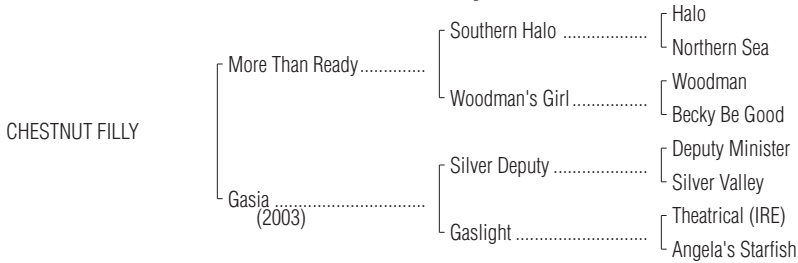 Halo
Southern Halo ..................
Northern Sea
More Than Ready..............
Woodman
Woodman's Girl................
Becky Be Good
CHESTNUT FILLY
Deputy Minister
Silver Deputy ....................
Silver Valley
Gasia ................................
(2003)
Theatrical (IRE)
Gaslight ............................
Angela's Starfish